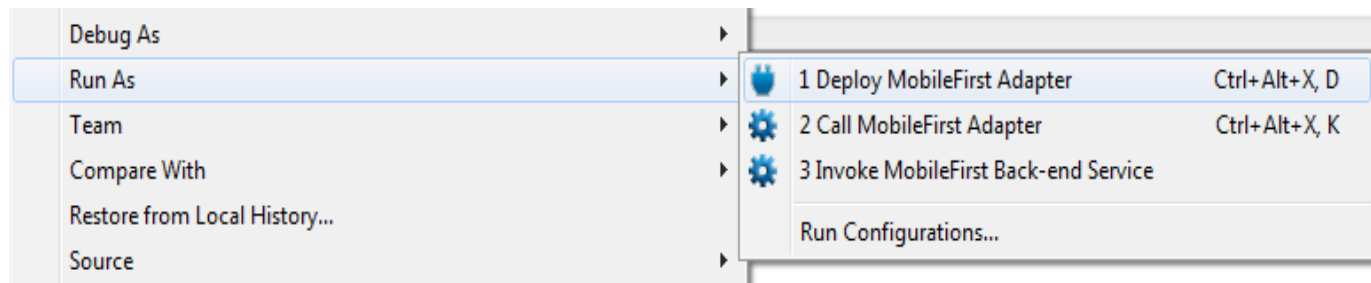 Debug As
Run As
Team
Compare With
Restore from Local History...
Source
1 Deploy MobileFirst Adapter Ctrl+Alt+X, D
2 Call MobileFirst Adapter Ctrl+Alt+X, K
3 Invoke MobileFirst Back-end Service
Run Configurations...